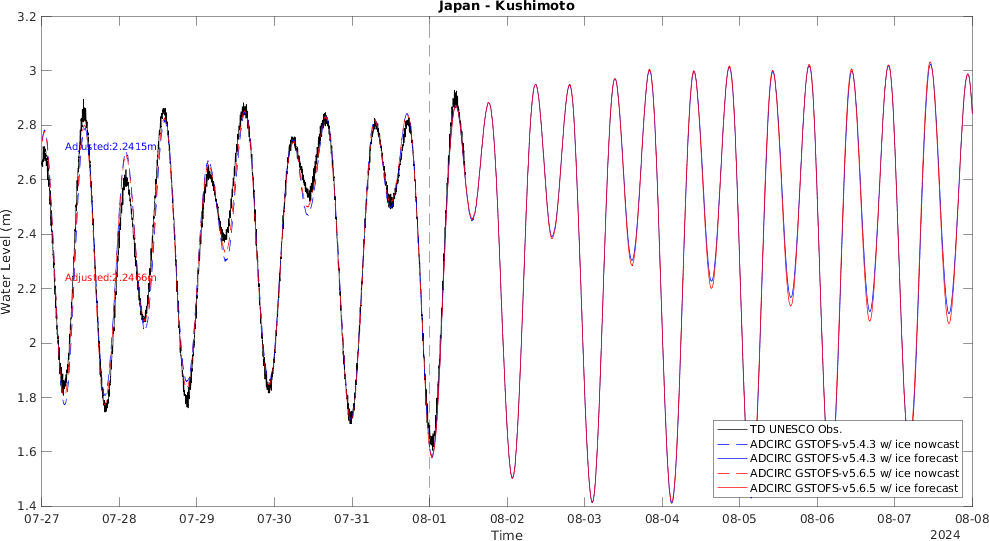 Japan - Kushimoto
Water Level (m)
3.2
3
2.8
2.6
2.4
2.2
2
1.8
1.6
1.4
Adjusted:2.2415m
Adjusted:2.2466m
TD UNESCO Obs.
ADCIRC GSTOFS-v5.4.3 w/ ice nowcast
ADCIRC GSTOFS-v5.4.3 w/ ice forecast
ADCIRC GSTOFS-v5.6.5 w/ ice nowcast
ADCIRC GSTOFS-v5.6.5 w/ ice forecast
07-27 07-28 07-29 07-30 07-31 08-01 08-02 08-03 08-04 08-05 08-06 08-07 08-08
Time
2024